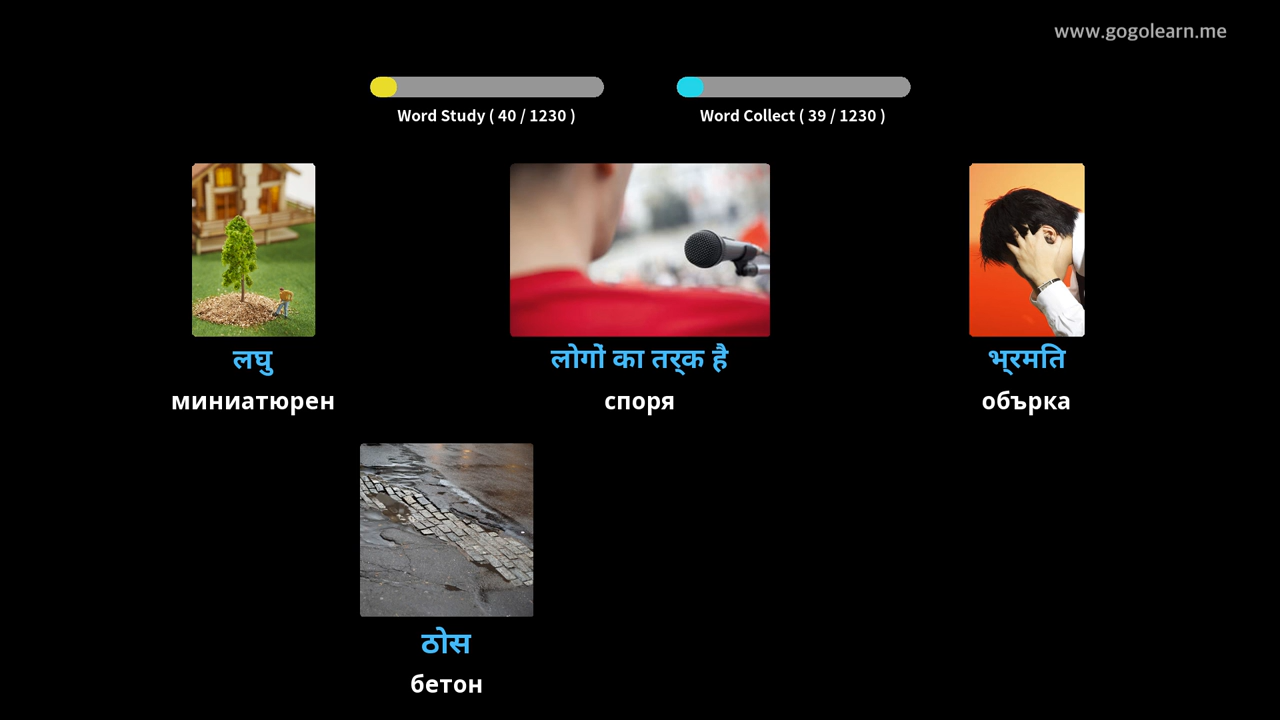 www.gogolearn.me
Word Study ( 40 / 1230 )
Word Collect ( 39 / 1230 )
लघु
लोगों का तर्क है
भ्रमति
миниатюрен
споря
обърка
ठोस
бетон